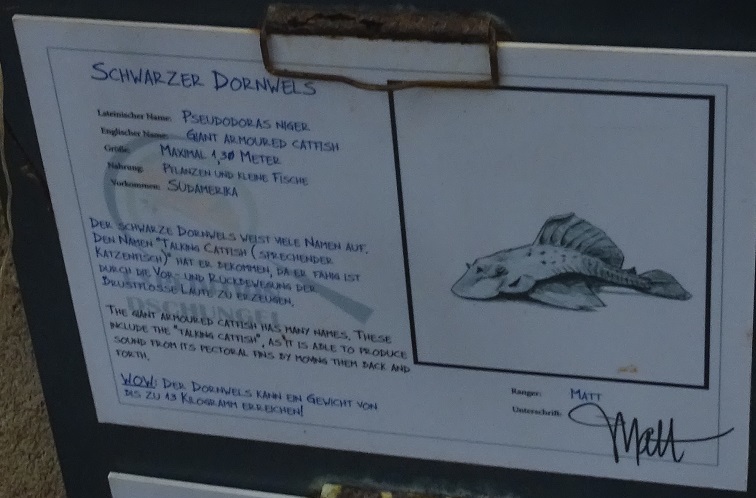 SCHWARZER DORNWELS
Lateinischer Name: PSEUDODORAS NIGER
Englischer Name: GIANT ARMOURED CATFISH
Größe: MAXIMAL 1,30 METER
Nahrung: PFLANZEN UND KLEINE FISCHE
Vorkommen: SÜDAMERIKA
DER SCHWARZE DORNWELS WEIST VIELE NAMEN AUF.
DEN NAMEN "TALKING CATFISH (SPRECHENDER
KATZENFISCH)" HAT ER BEKOMMEN, DA ER FÄHIG IST
DURCH DIE VOR- UND RÜCKBEWEGUNG DER
BRUSTFLOSSE LAUTE ZU ERZEUGEN.
DSCHUNGEL
THE GIANT ARMOURED CATFISH HAS MANY NAMES. THESE
INCLUDE THE "TALKING CATFISH", AS IT IS ABLE TO PRODUCE
SOUND FROM ITS PECTORAL FINS BY MOVING THEM BACK AND
FORTH.
WOW: DER DORNWELS KANN EIN GEWICHT VON
BIS ZU 13 KILOGRAMM ERREICHEN!
Ranger: MATT
Unterschrift: Matt